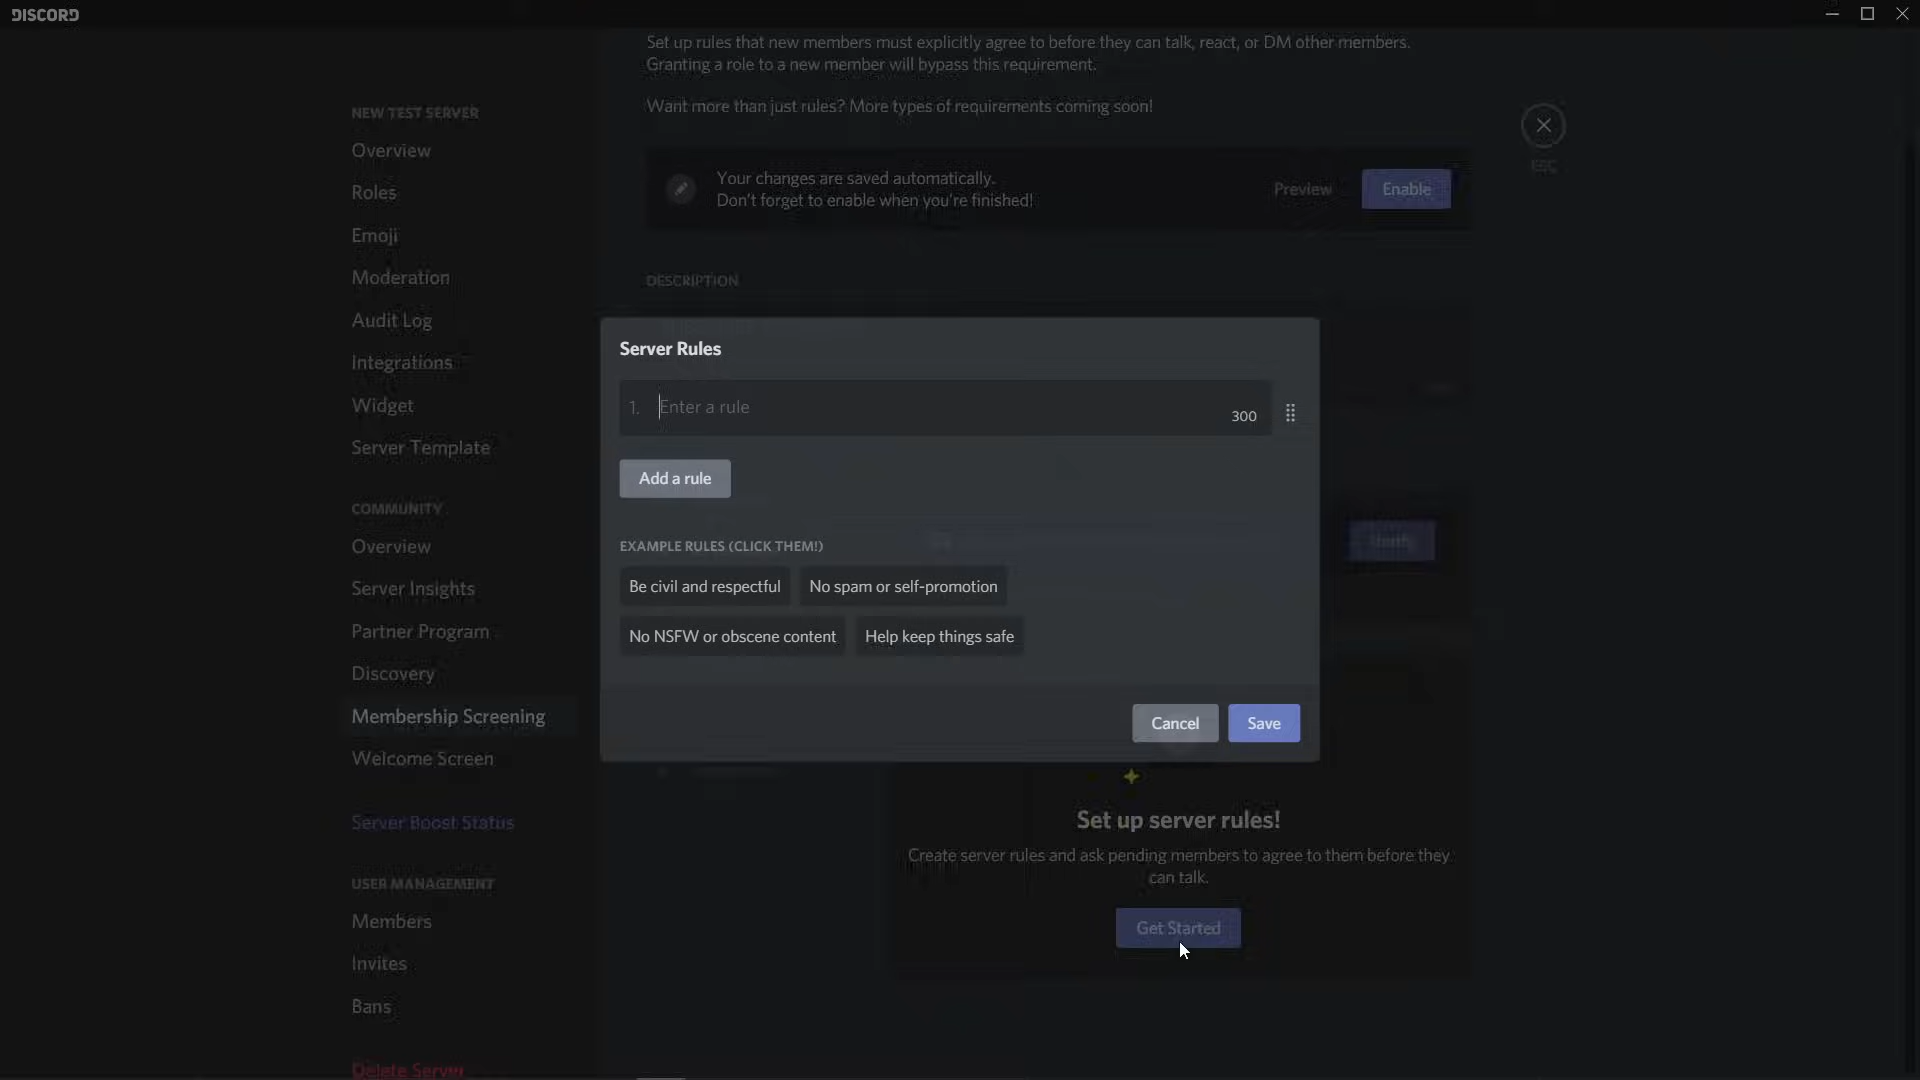 DISCORD
Set up rules that new members must explicitly agree to before they can talk, react, or DM other members.
Granting a role to a new member will bypass this requirement.
Want more than just rules? More types of requirements coming soon!
NEW TEST SERVER
Overview
Roles
Emoji
Moderation
Audit Log
Integrations
Widget
Server Template
COMMUNITY
Overview
Server Insights
Partner Program
Discovery
Membership Screening
Welcome Screen
Server Boost Status
USER MANAGEMENT
Members
Invites
Bans
Delete Server
ESC
Your changes are saved automatically.
Don't forget to enable when you're finished!
Preview
Enable
DESCRIPTION
Server Rules
1. Enter a rule
300
Add a rule
EXAMPLE RULES (CLICK THEM!)
Be civil and respectful
No spam or self-promotion
No NSFW or obscene content
Help keep things safe
Cancel
Save
Set up server rules!
Create server rules and ask pending members to agree to them before they
can talk.
Get Started